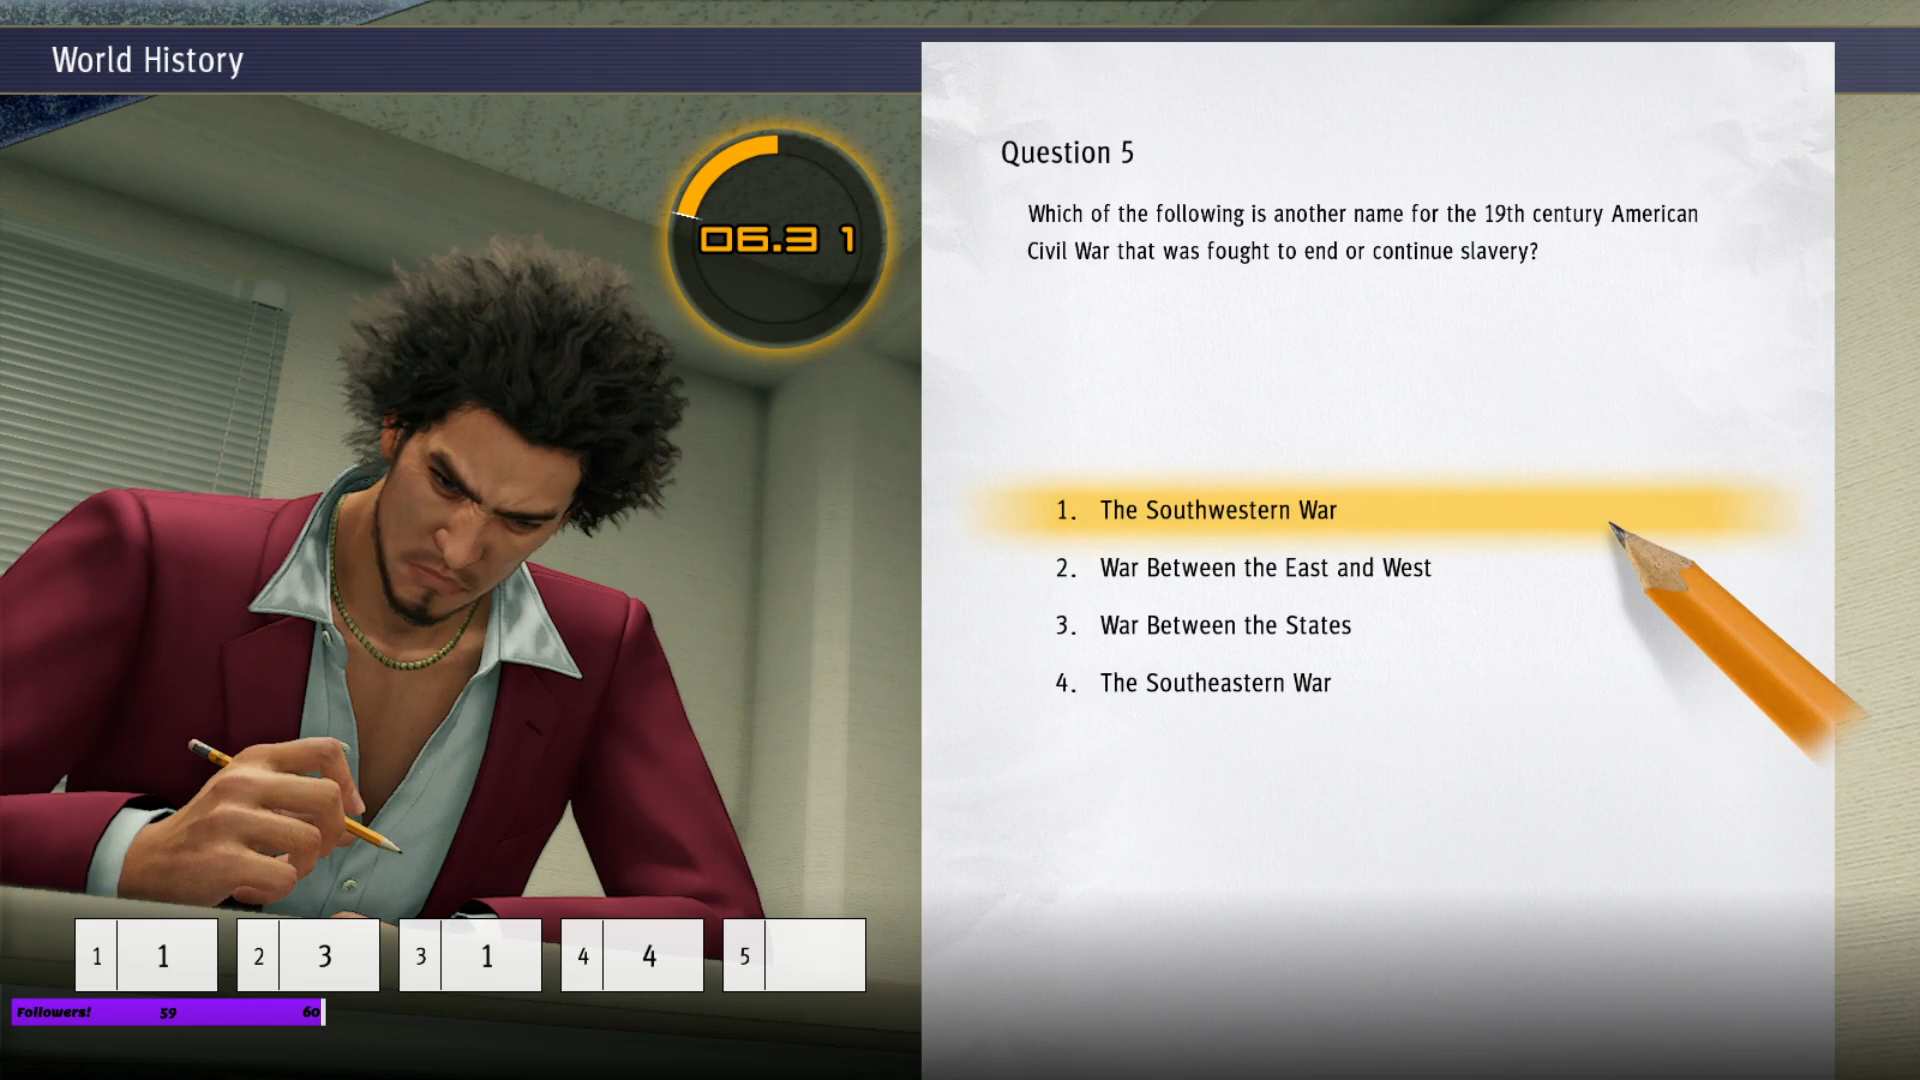 World History
06.31
Question 5
Which of the following is another name for the 19th century American
Civil War that was fought to end or continue slavery?
1. The Southwestern War
2. War Between the East and West
3. War Between the States
4. The Southeastern War
1 1 2 3 3 1 4 4 5
Followers! 59 60